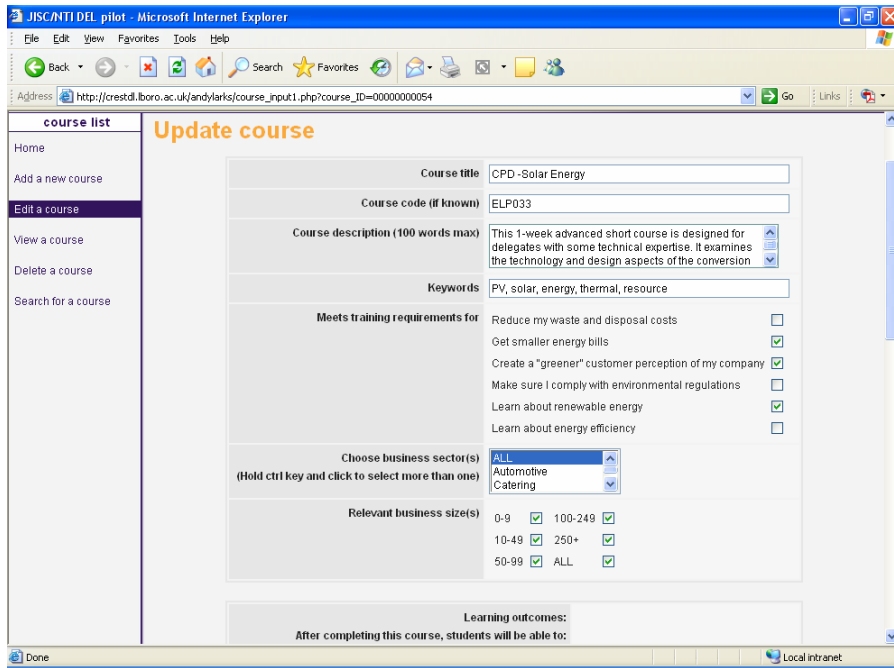 JISC/NTI DEL pilot - Microsoft Internet Explorer
File Edit View Favorites Tools Help
Back Search Favorites
Address http://crestdl.lboro.ac.uk/andylarks/course_input1.php?course_ID=00000000054 Go Links
course list
Home
Add a new course
Edit a course
View a course
Delete a course
Search for a course
Update course
Course title CPD -Solar Energy
Course code (if known) ELP033
Course description (100 words max) This 1-week advanced short course is designed for
delegates with some technical expertise. It examines
the technology and design aspects of the conversion
Keywords PV, solar, energy, thermal, resource
Meets training requirements for Reduce my waste and disposal costs
Get smaller energy bills
Create a "greener" customer perception of my company
Make sure I comply with environmental regulations
Learn about renewable energy
Learn about energy efficiency
Choose business sector(s) ALL
Automotive
(Hold ctrl key and click to select more than one) Catering
Relevant business size(s) 0-9 100-249
10-49 250+
50-99 ALL
Learning outcomes:
After completing this course, students will be able to:
Done Local intranet